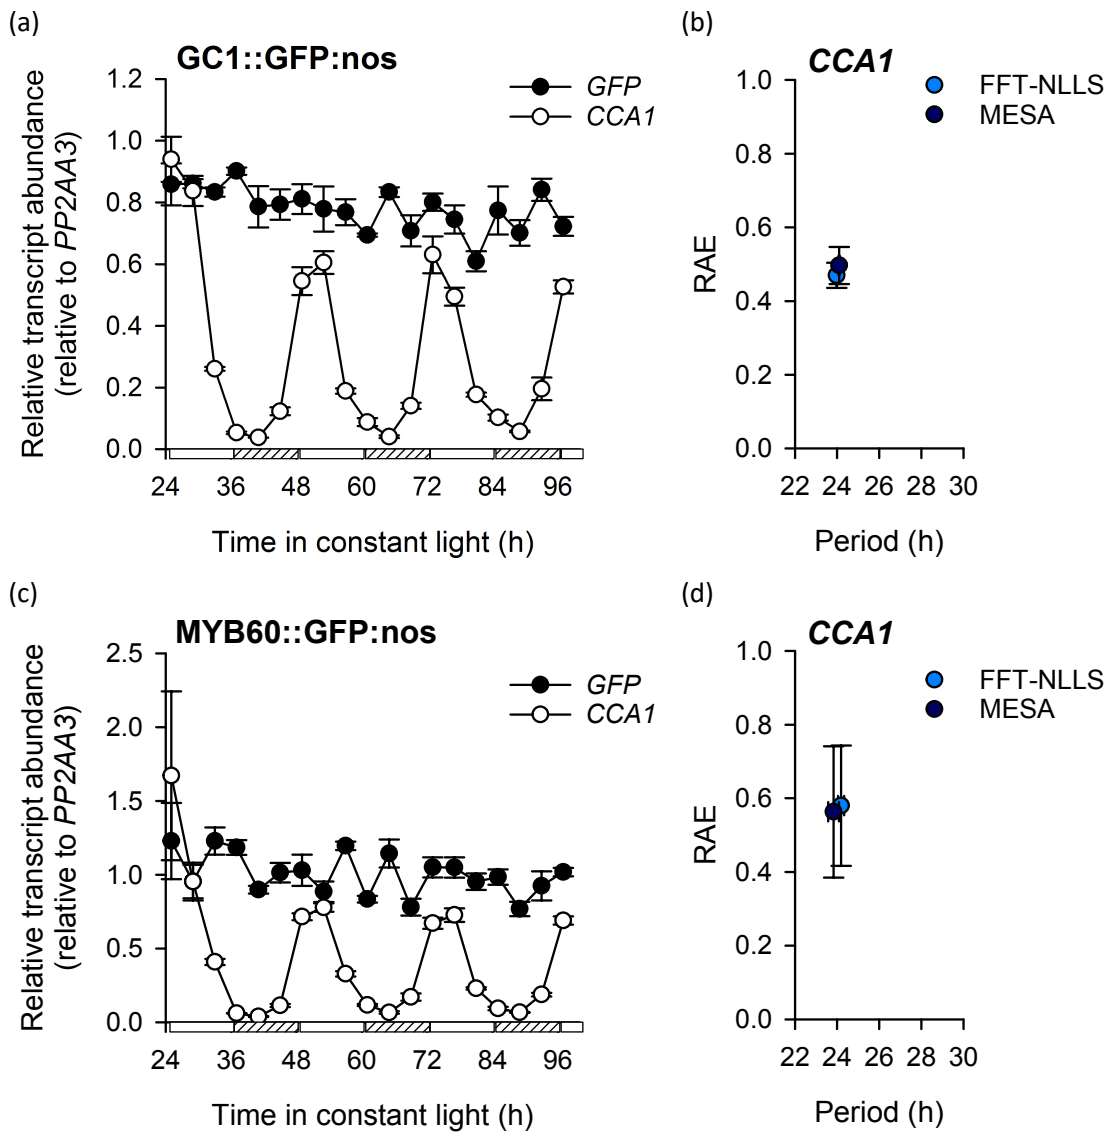 (a)
GC1::GFP:nos
GFP
CCA1
Relative transcript abundance
(relative to PP2AA3)
1.2
1.0
0.8
0.6
0.4
0.2
0.0
24 36 48 60 72 84 96
Time in constant light (h)
(b)
CCA1
FFT-NLLS
MESA
RAE
1.0
0.8
0.6
0.4
0.2
0.0
22 24 26 28 30
Period (h)
(c)
MYB60::GFP:nos
GFP
CCA1
Relative transcript abundance
(relative to PP2AA3)
2.5
2.0
1.5
1.0
0.5
0.0
24 36 48 60 72 84 96
Time in constant light (h)
(d)
CCA1
FFT-NLLS
MESA
RAE
1.0
0.8
0.6
0.4
0.2
0.0
22 24 26 28 30
Period (h)